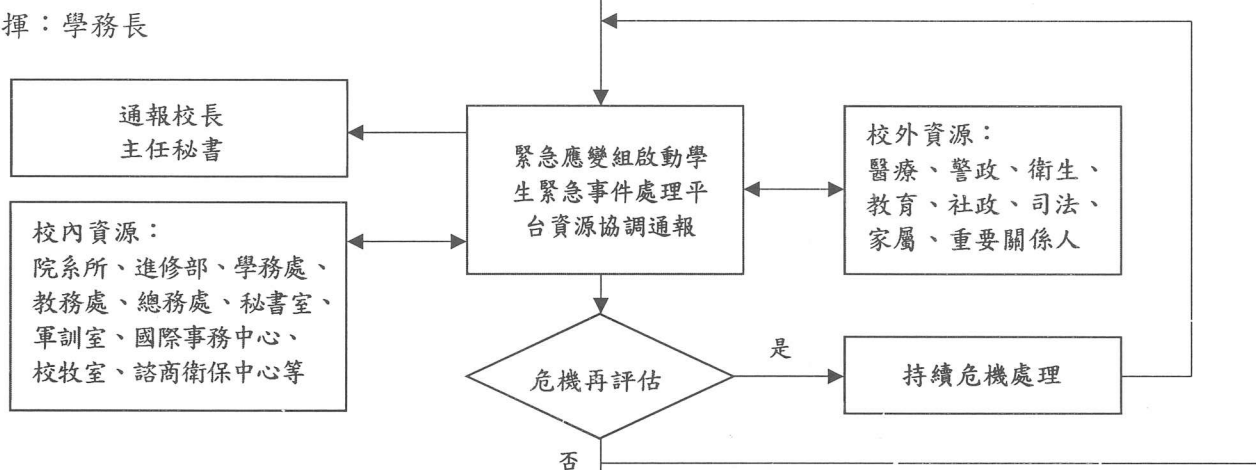 揮：學務長
通報校長
主任秘書
緊急應變組啟動學
生緊急事件處理平
台資源協調通報
校外資源：
醫療、警政、衛生、
教育、社政、司法、
家屬、重要關係人
校內資源：
院系所、進修部、學務處、
教務處、總務處、秘書室、
軍訓室、國際事務中心、
校牧室、諮商衛保中心等
危機再評估
是
持續危機處理
否